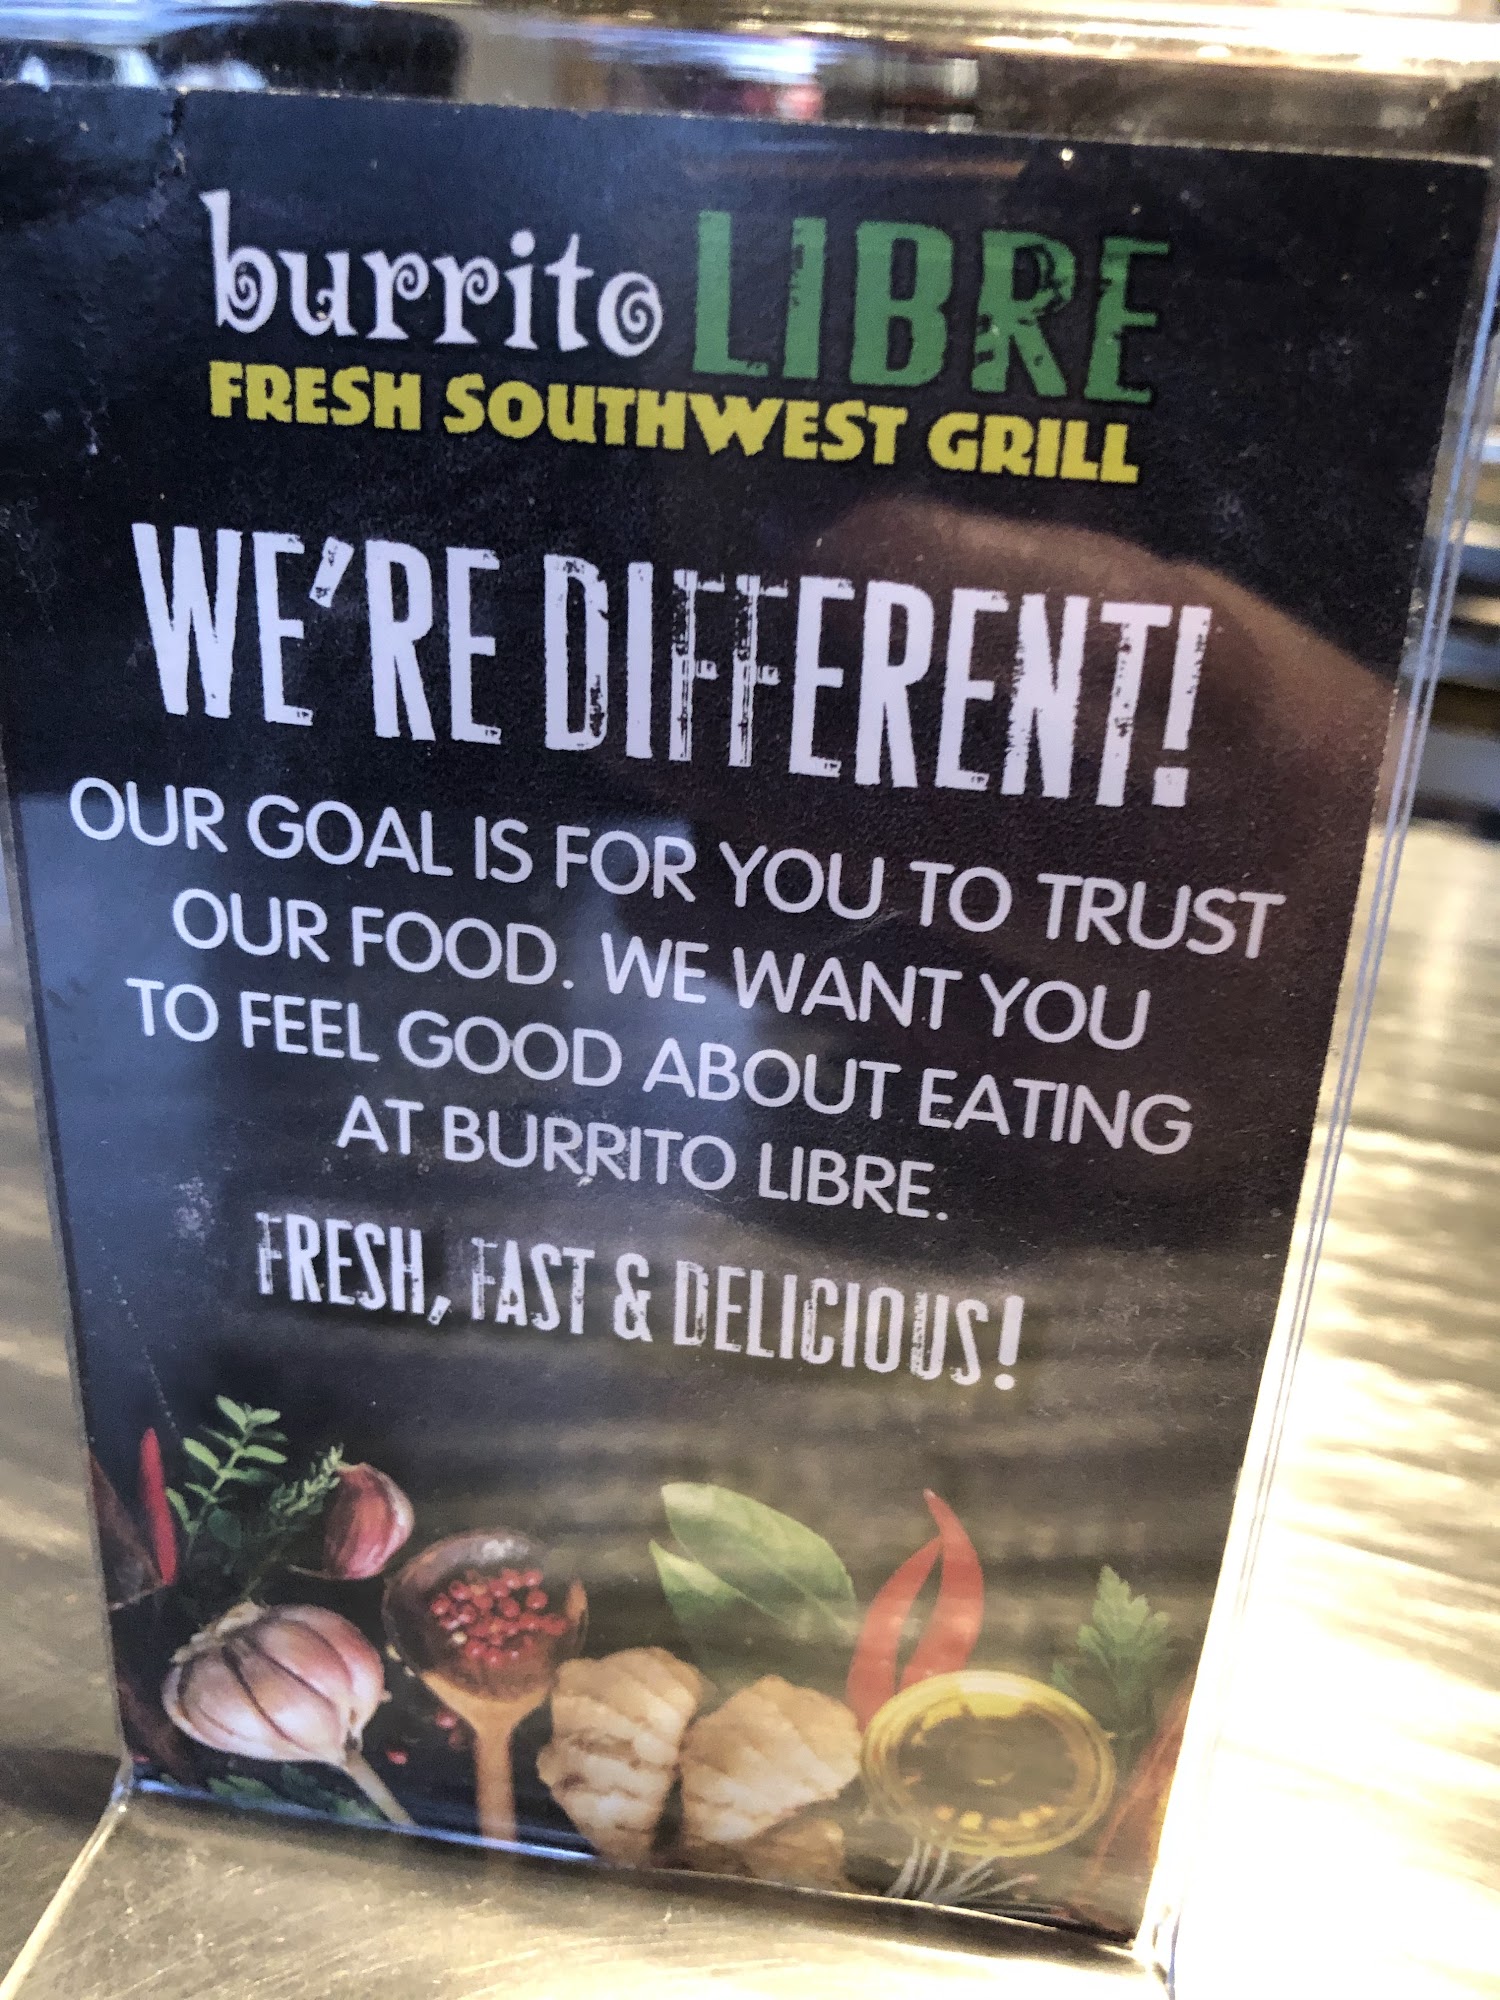 burrito LIBRE
FRESH SOUTHWEST GRILL
WE'RE DIFFERENT!
OUR GOAL IS FOR YOU TO TRUST
OUR FOOD. WE WANT YOU
TO FEEL GOOD ABOUT EATING
AT BURRITO LIBRE.
FRESH, FAST & DELICIOUS!